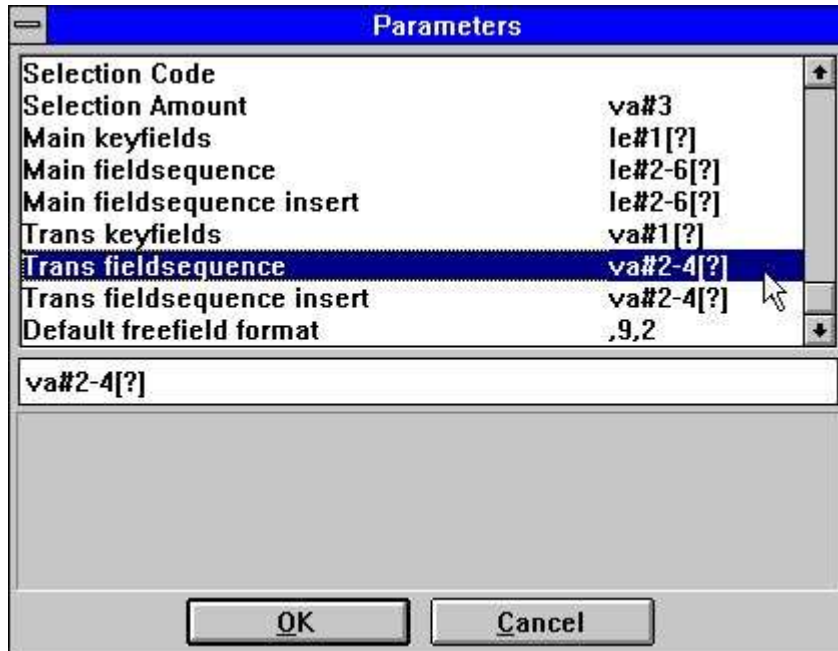 Parameters
Selection Code
Selection Amount va#3
Main keyfields le#1[?]
Main fieldsequence le#2-6[?]
Main fieldsequence insert le#2-6[?]
Trans keyfields va#1[?]
Trans fieldsequence va#2-4[?]
Trans fieldsequence insert va#2-4[?]
Default freefield format ,9,2
va#2-4[?]
OK Cancel